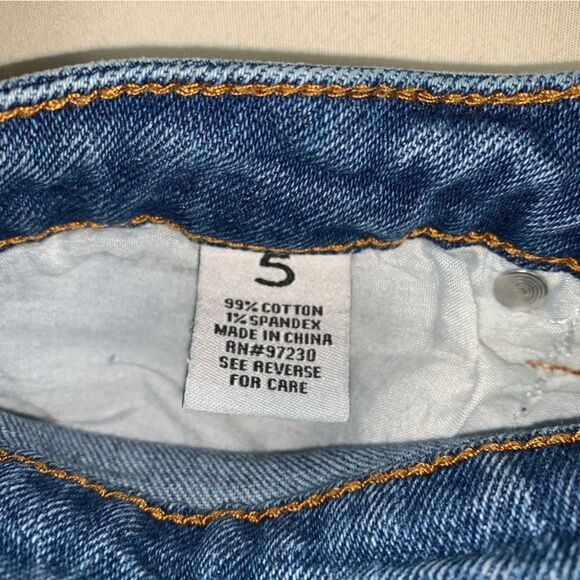 5
99% COTTON
1% SPANDEX
MADE IN CHINA
RN#97230
SEE REVERSE
FOR CARE